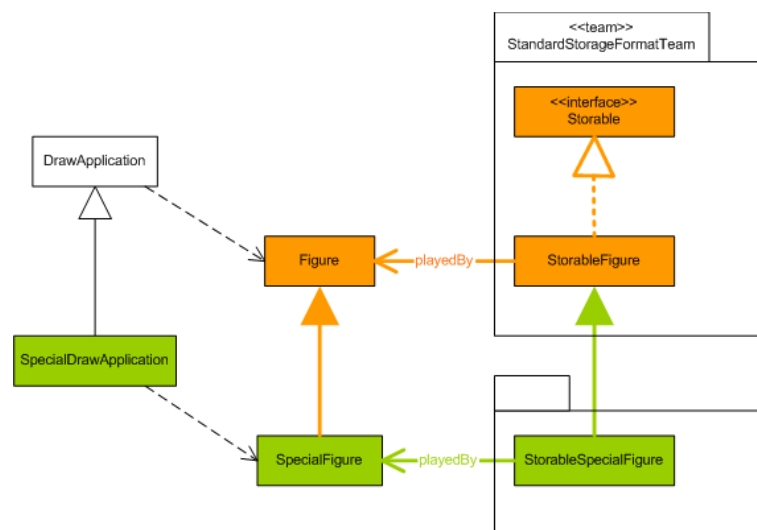 <<team>>
StandardStorageFormatTeam
<<interface>>
Storable
DrawApplication
Figure
playedBy
StorableFigure
SpecialDrawApplication
SpecialFigure
playedBy
StorableSpecialFigure